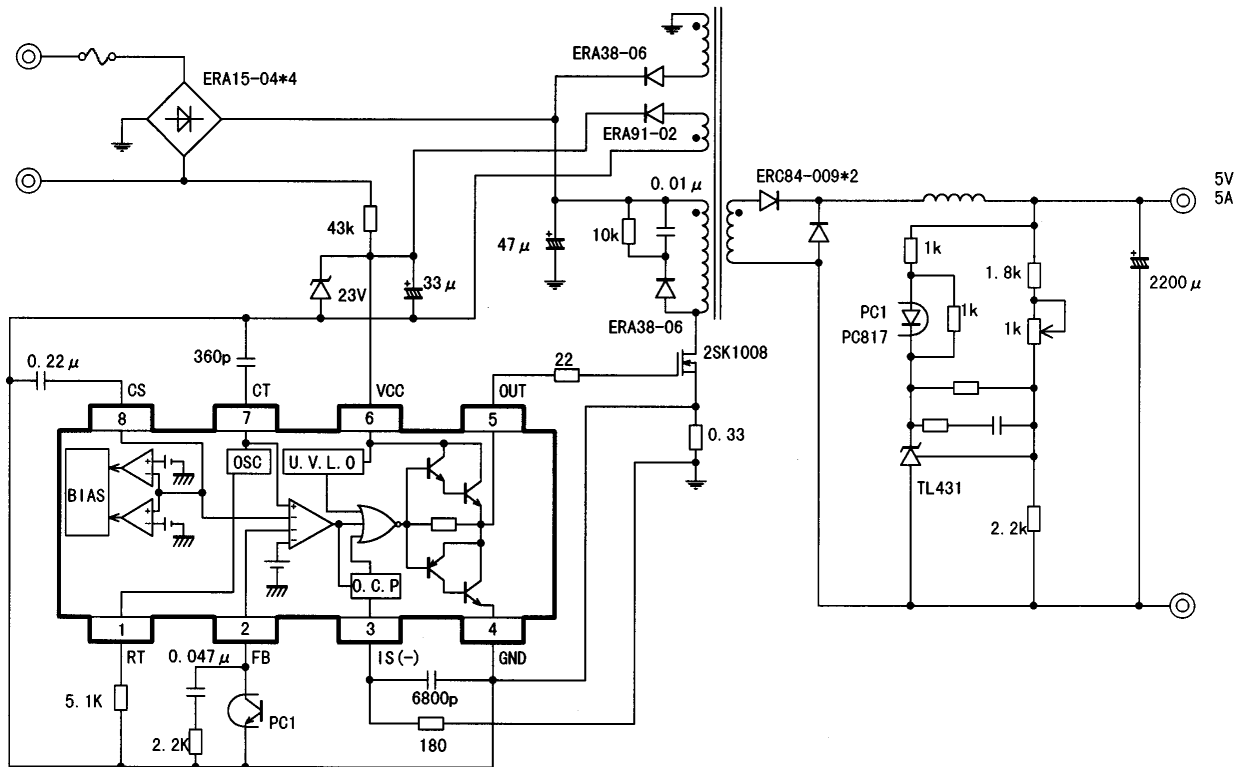 ERA38-06
ERA15-04*4
ERA91-02
ERC84-009*2
5V
5A
0.01μ
43k
10k
47μ
1k
1.8k
2200μ
23V
33μ
PC1
PC817
1k
1k
ERA38-06
360p
2SK1008
0.22μ
22
CS
CT
VCC
OUT
8
7
6
5
0.33
OSC
U.V.L.O
BIAS
TL431
2.2k
O.C.P
1
2
3
4
RT
FB
IS(-)
GND
0.047μ
6800p
5.1K
PC1
2.2K
180